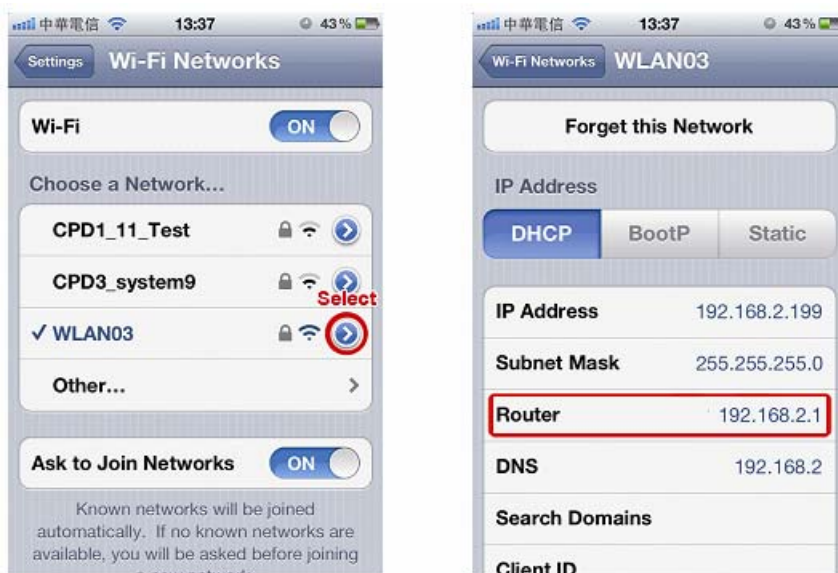 中華電信 13:37 43%
Settings Wi-Fi Networks
Wi-Fi ON
Choose a Network...
CPD1_11_Test
CPD3_system9
Select
✓ WLAN03
Other...
Ask to Join Networks ON
Known networks will be joined
automatically. If no known networks are
available, you will be asked before joining
中華電信 13:37 43%
Wi-Fi Networks WLAN03
Forget this Network
IP Address
DHCP BootP Static
IP Address 192.168.2.199
Subnet Mask 255.255.255.0
Router 192.168.2.1
DNS 192.168.2
Search Domains
Client ID